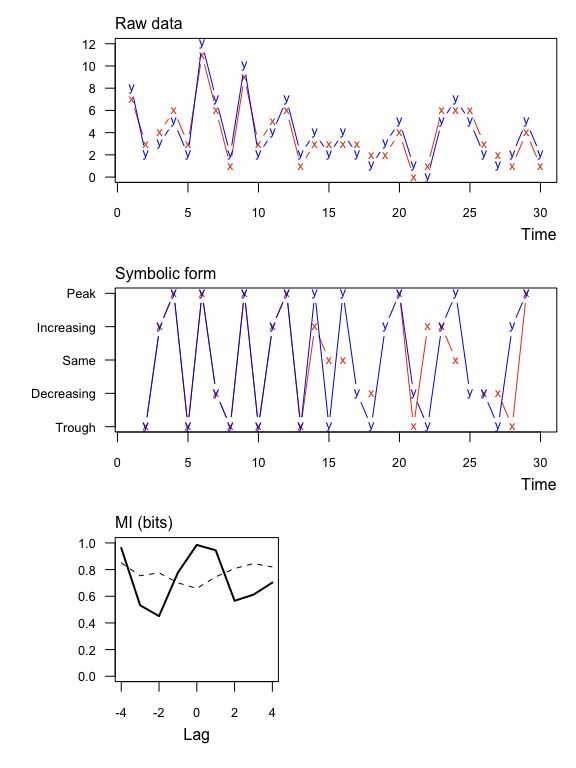 Raw data
12
10
8
6
4
2
0
0 5 10 15 20 25 30
Time
Symbolic form
Peak
Increasing
Same
Decreasing
Trough
0 5 10 15 20 25 30
Time
MI (bits)
1.0
0.8
0.6
0.4
0.2
0.0
-4 -2 0 2 4
Lag